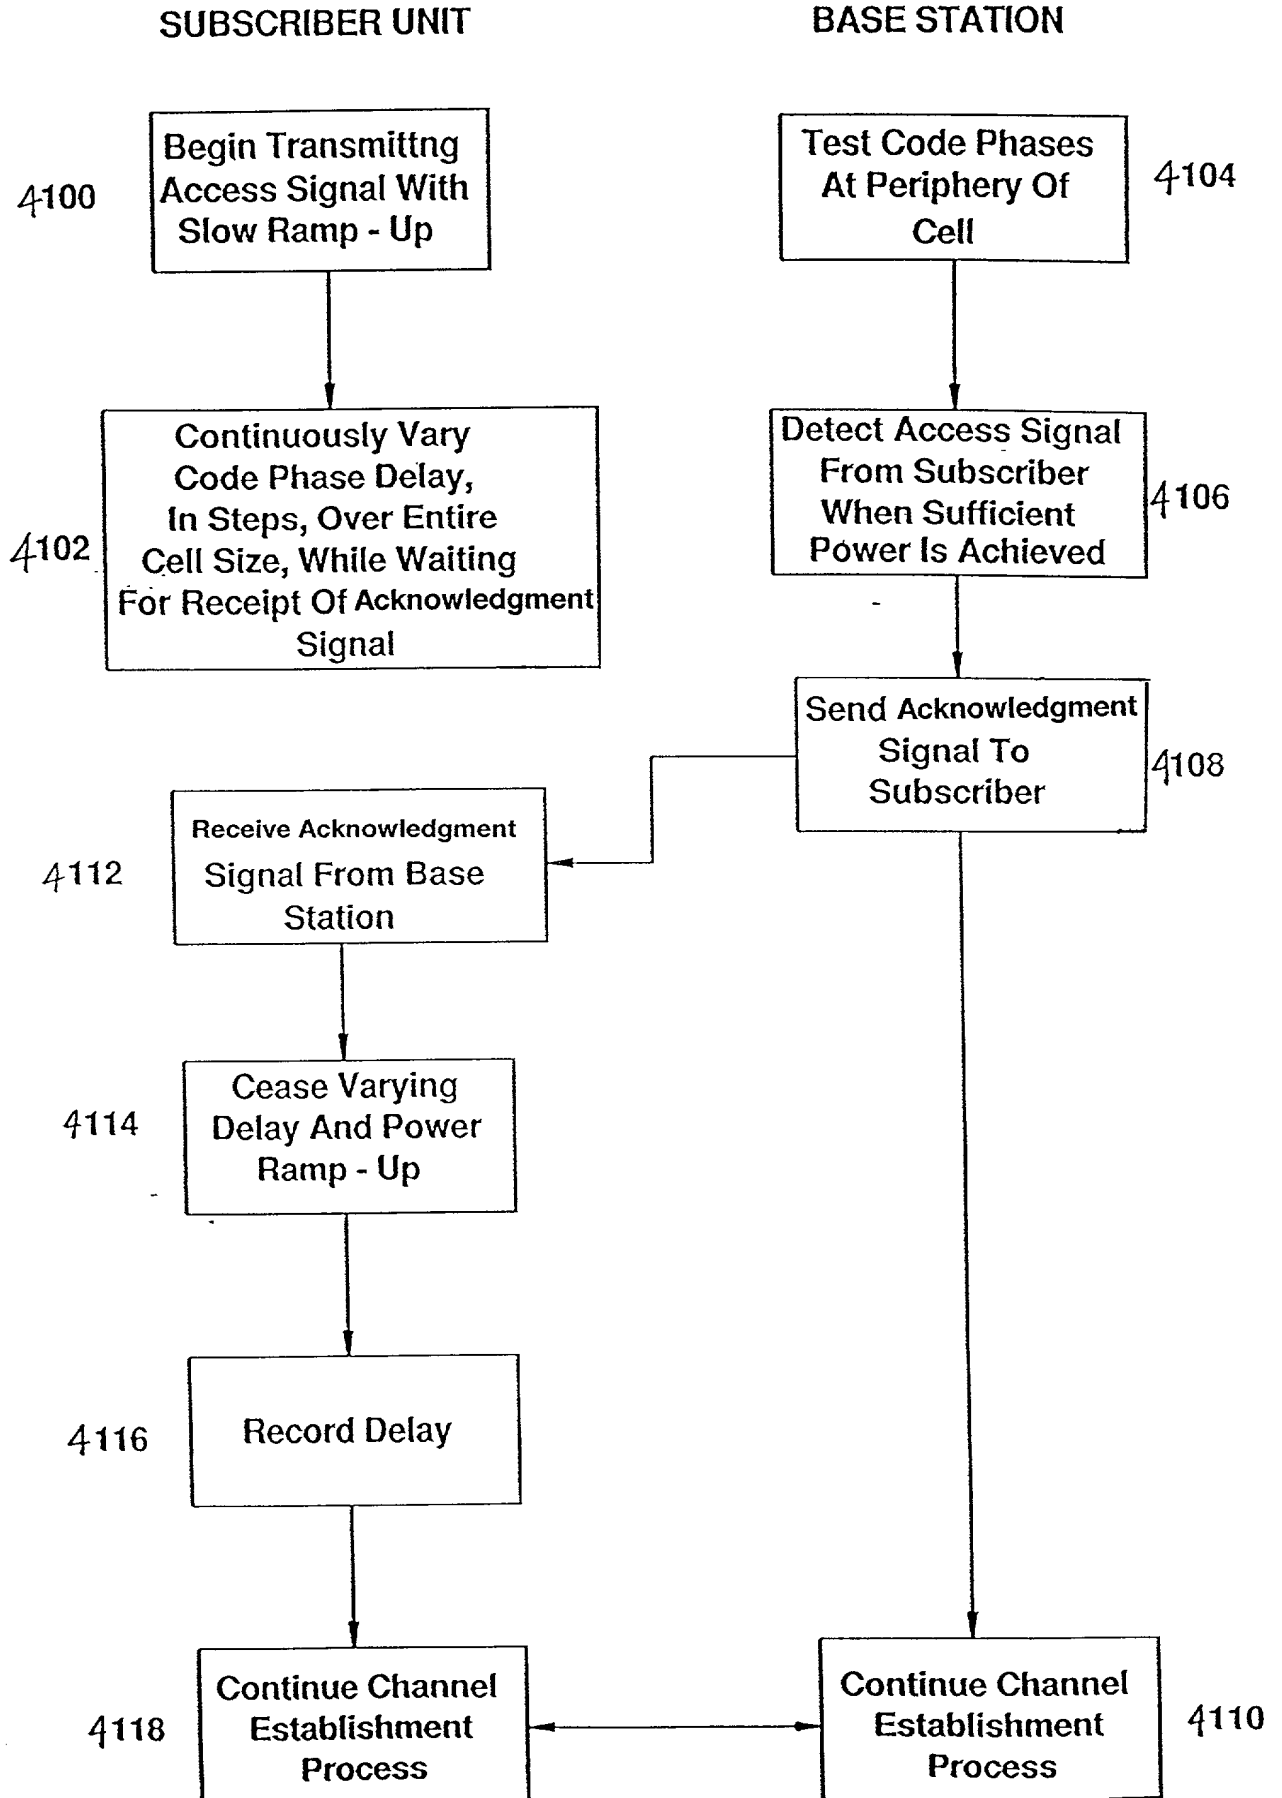 SUBSCRIBER UNIT
BASE STATION
Begin Transmittng
Access Signal With
Slow Ramp - Up
4100
Test Code Phases
At Periphery Of
Cell
4104
Continuously Vary
Code Phase Delay,
In Steps, Over Entire
Cell Size, While Waiting
For Receipt Of Acknowledgment
Signal
4102
Detect Access Signal
From Subscriber
When Sufficient
Power Is Achieved
4106
Send Acknowledgment
Signal To
Subscriber
4108
Receive Acknowledgment
Signal From Base
Station
4112
Cease Varying
Delay And Power
Ramp - Up
4114
Record Delay
4116
Continue Channel
Establishment
Process
4118
Continue Channel
Establishment
Process
4110